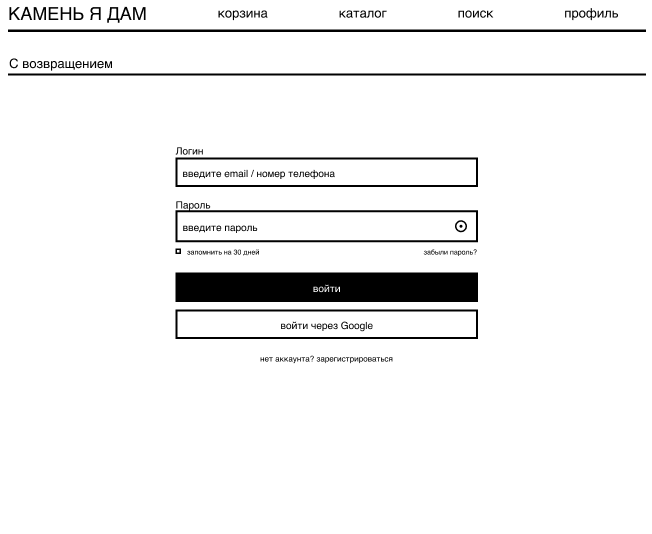 КАМЕНЬ Я ДАМ корзина каталог поиск профиль
С возвращением
Логин
введите email / номер телефона
Пароль
введите пароль
запомнить на 30 дней забыли пароль?
войти
войти через Google
нет аккаунта? зарегистрироваться